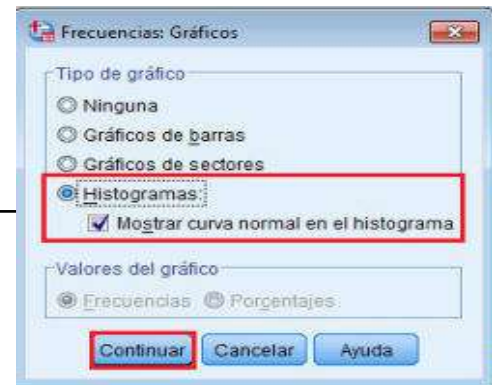 Frecuencias: Gráficos
Tipo de gráfico
Ninguna
Gráficos de barras
Gráficos de sectores
Histogramas:
Mostrar curva normal en el histograma
Valores del gráfico
Frecuencias Porcentajes
Continuar Cancelar Ayuda